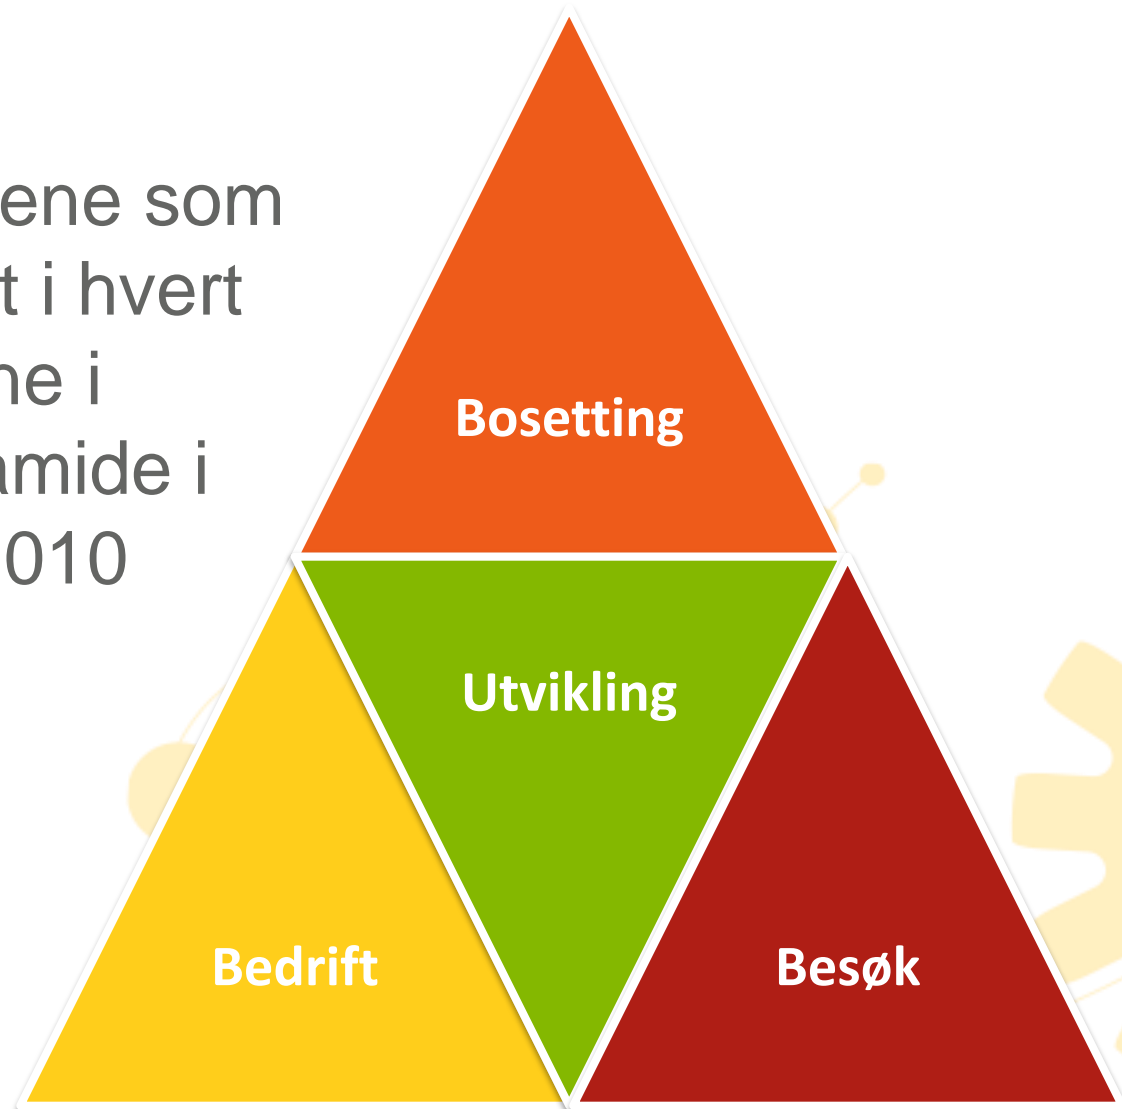 ene som
t i hvert
ne i
amide i
010
Bosetting
Utvikling
Bedrift
Besøk